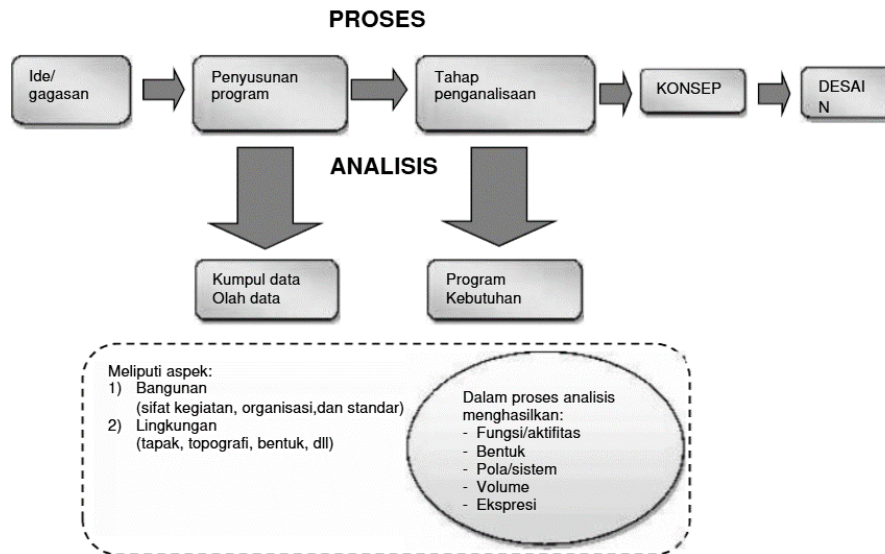 PROSES
Ide/
gagasan
Penyusunan
program
Tahap
penganalisaan
KONSEP
DESAI
N
ANALISIS
Kumpul data
Olah data
Program
Kebutuhan
Meliputi aspek:
1) Bangunan
(sifat kegiatan, organisasi,dan standar)
2) Lingkungan
(tapak, topografi, bentuk, dll)
Dalam proses analisis
menghasilkan:
- Fungsi/aktifitas
- Bentuk
- Pola/sistem
- Volume
- Ekspresi